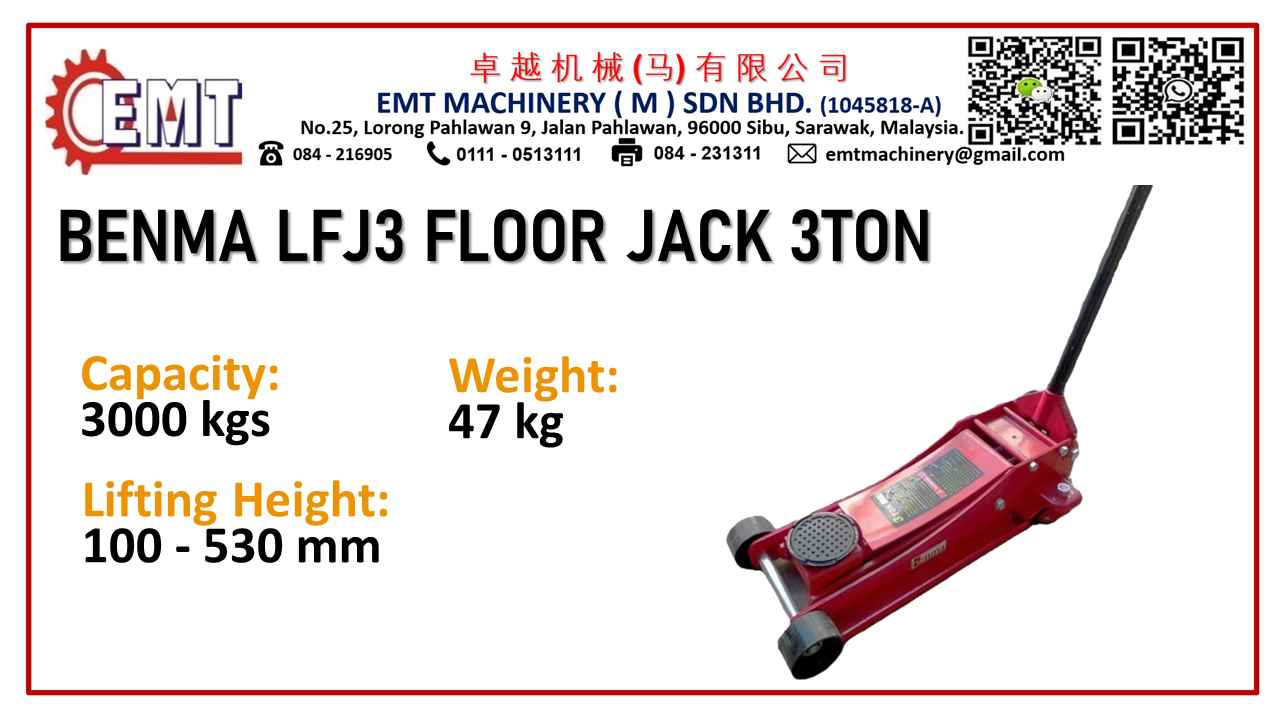 EMT
卓越机械(马)有限公司
EMT MACHINERY ( M ) SDN BHD. (1045818-A)
No.25, Lorong Pahlawan 9, Jalan Pahlawan, 96000 Sibu, Sarawak, Malaysia.
084 - 216905 0111 - 0513111 084 - 231311 emtmachinery@gmail.com
BENMA LFJ3 FLOOR JACK 3TON
Capacity: Weight:
3000 kgs 47 kg
Lifting Height:
100 - 530 mm
3 TON